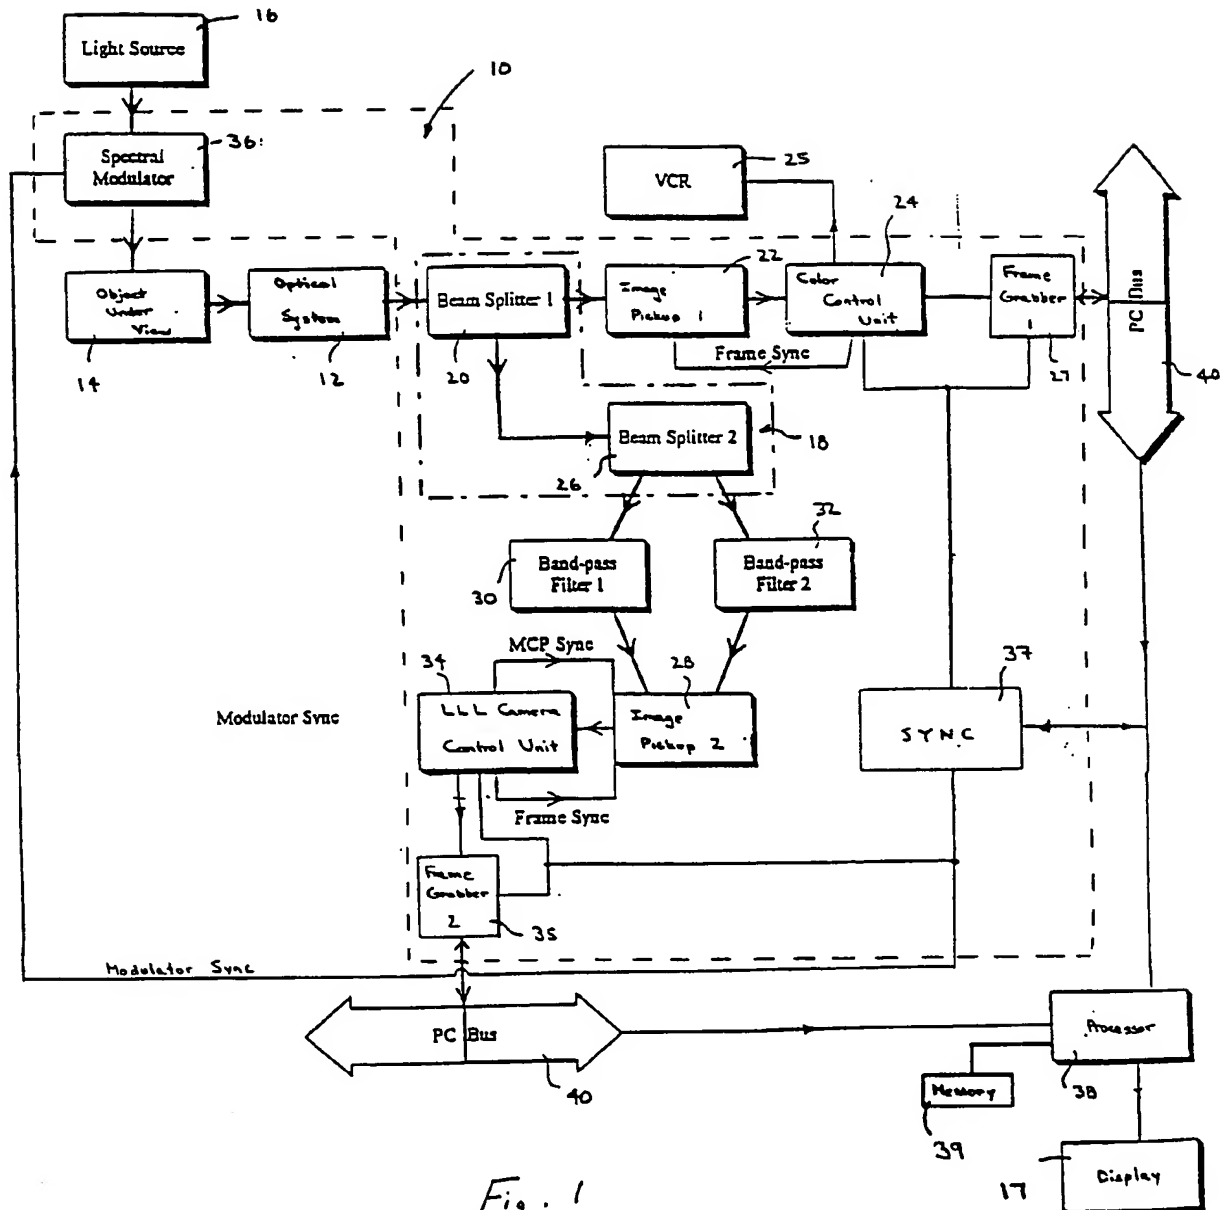 16
Light Source
10
36
Spectral
Modulator
25
VCR
24
22
Object
Under
View
Optical
System
Beam Splitter 1
Image
Pickup 1
Color
Control
Unit
Frame
Grabber
1
PC Bus
14
12
20
Frame Sync
27
40
Beam Splitter 2
18
26
32
Band-pass
Filter 1
Band-pass
Filter 2
30
MCP Sync
34
28
37
Modulator Sync
LLL Camera
Control Unit
Image
Pickup 2
SYNC
Frame Sync
Frame
Grabber
2
35
Modulator Sync
PC Bus
Processor
40
Memory
38
39
17
Display
Fig. 1